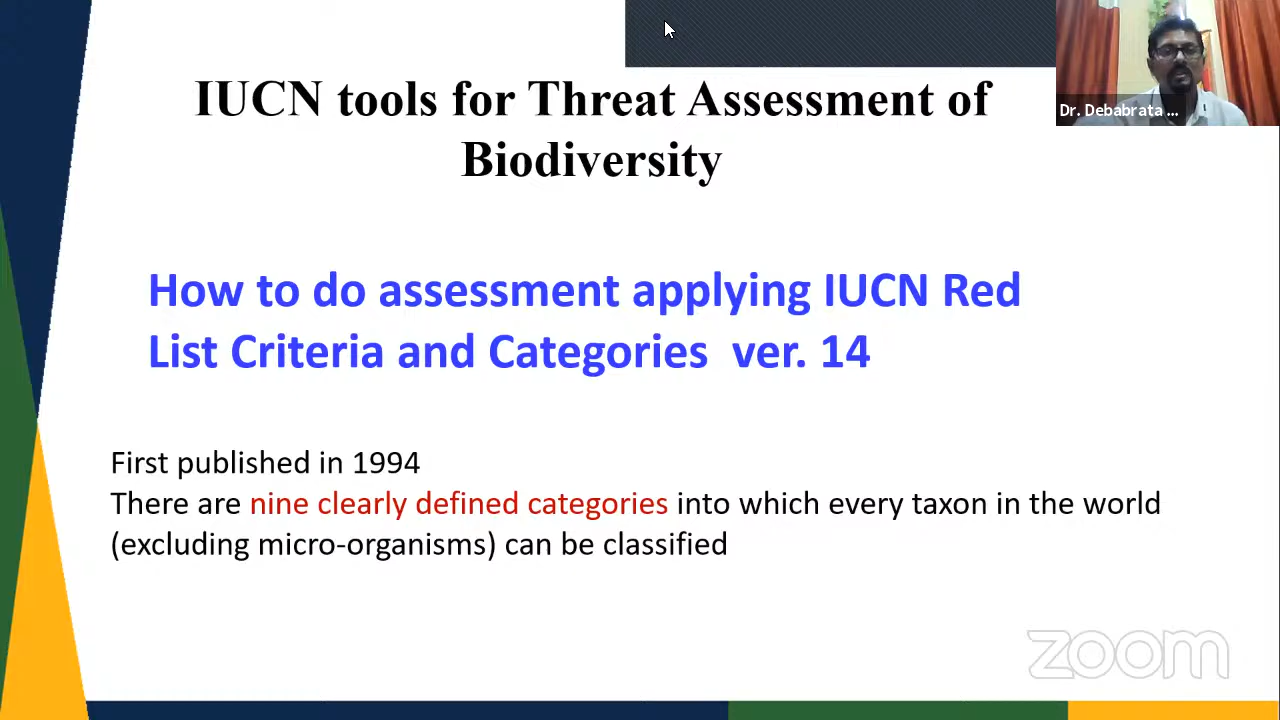 IUCN tools for Threat Assessment of
Biodiversity
Dr. Debabrata ...
How to do assessment applying IUCN Red
List Criteria and Categories ver. 14
First published in 1994
There are nine clearly defined categories into which every taxon in the world
(excluding micro-organisms) can be classified
zoom